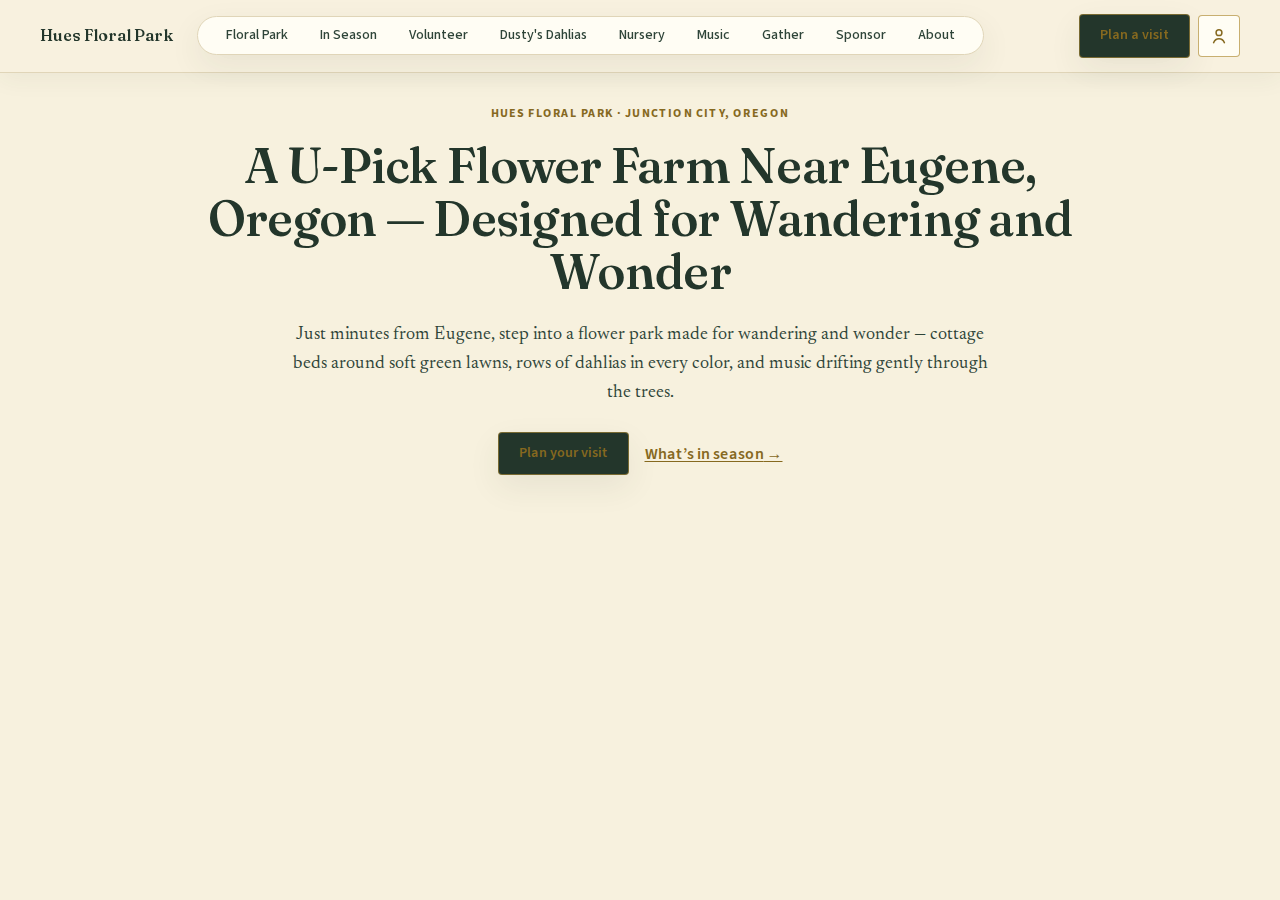 Hues Floral Park
Floral Park
In Season
Volunteer
Dusty's Dahlias
Nursery
Music
Gather
Sponsor
About
Plan a visit
HUES FLORAL PARK · JUNCTION CITY, OREGON
A U-Pick Flower Farm Near Eugene,
Oregon — Designed for Wandering and
Wonder
Just minutes from Eugene, step into a flower park made for wandering and wonder — cottage
beds around soft green lawns, rows of dahlias in every color, and music drifting gently through
the trees.
Plan your visit
What’s in season →